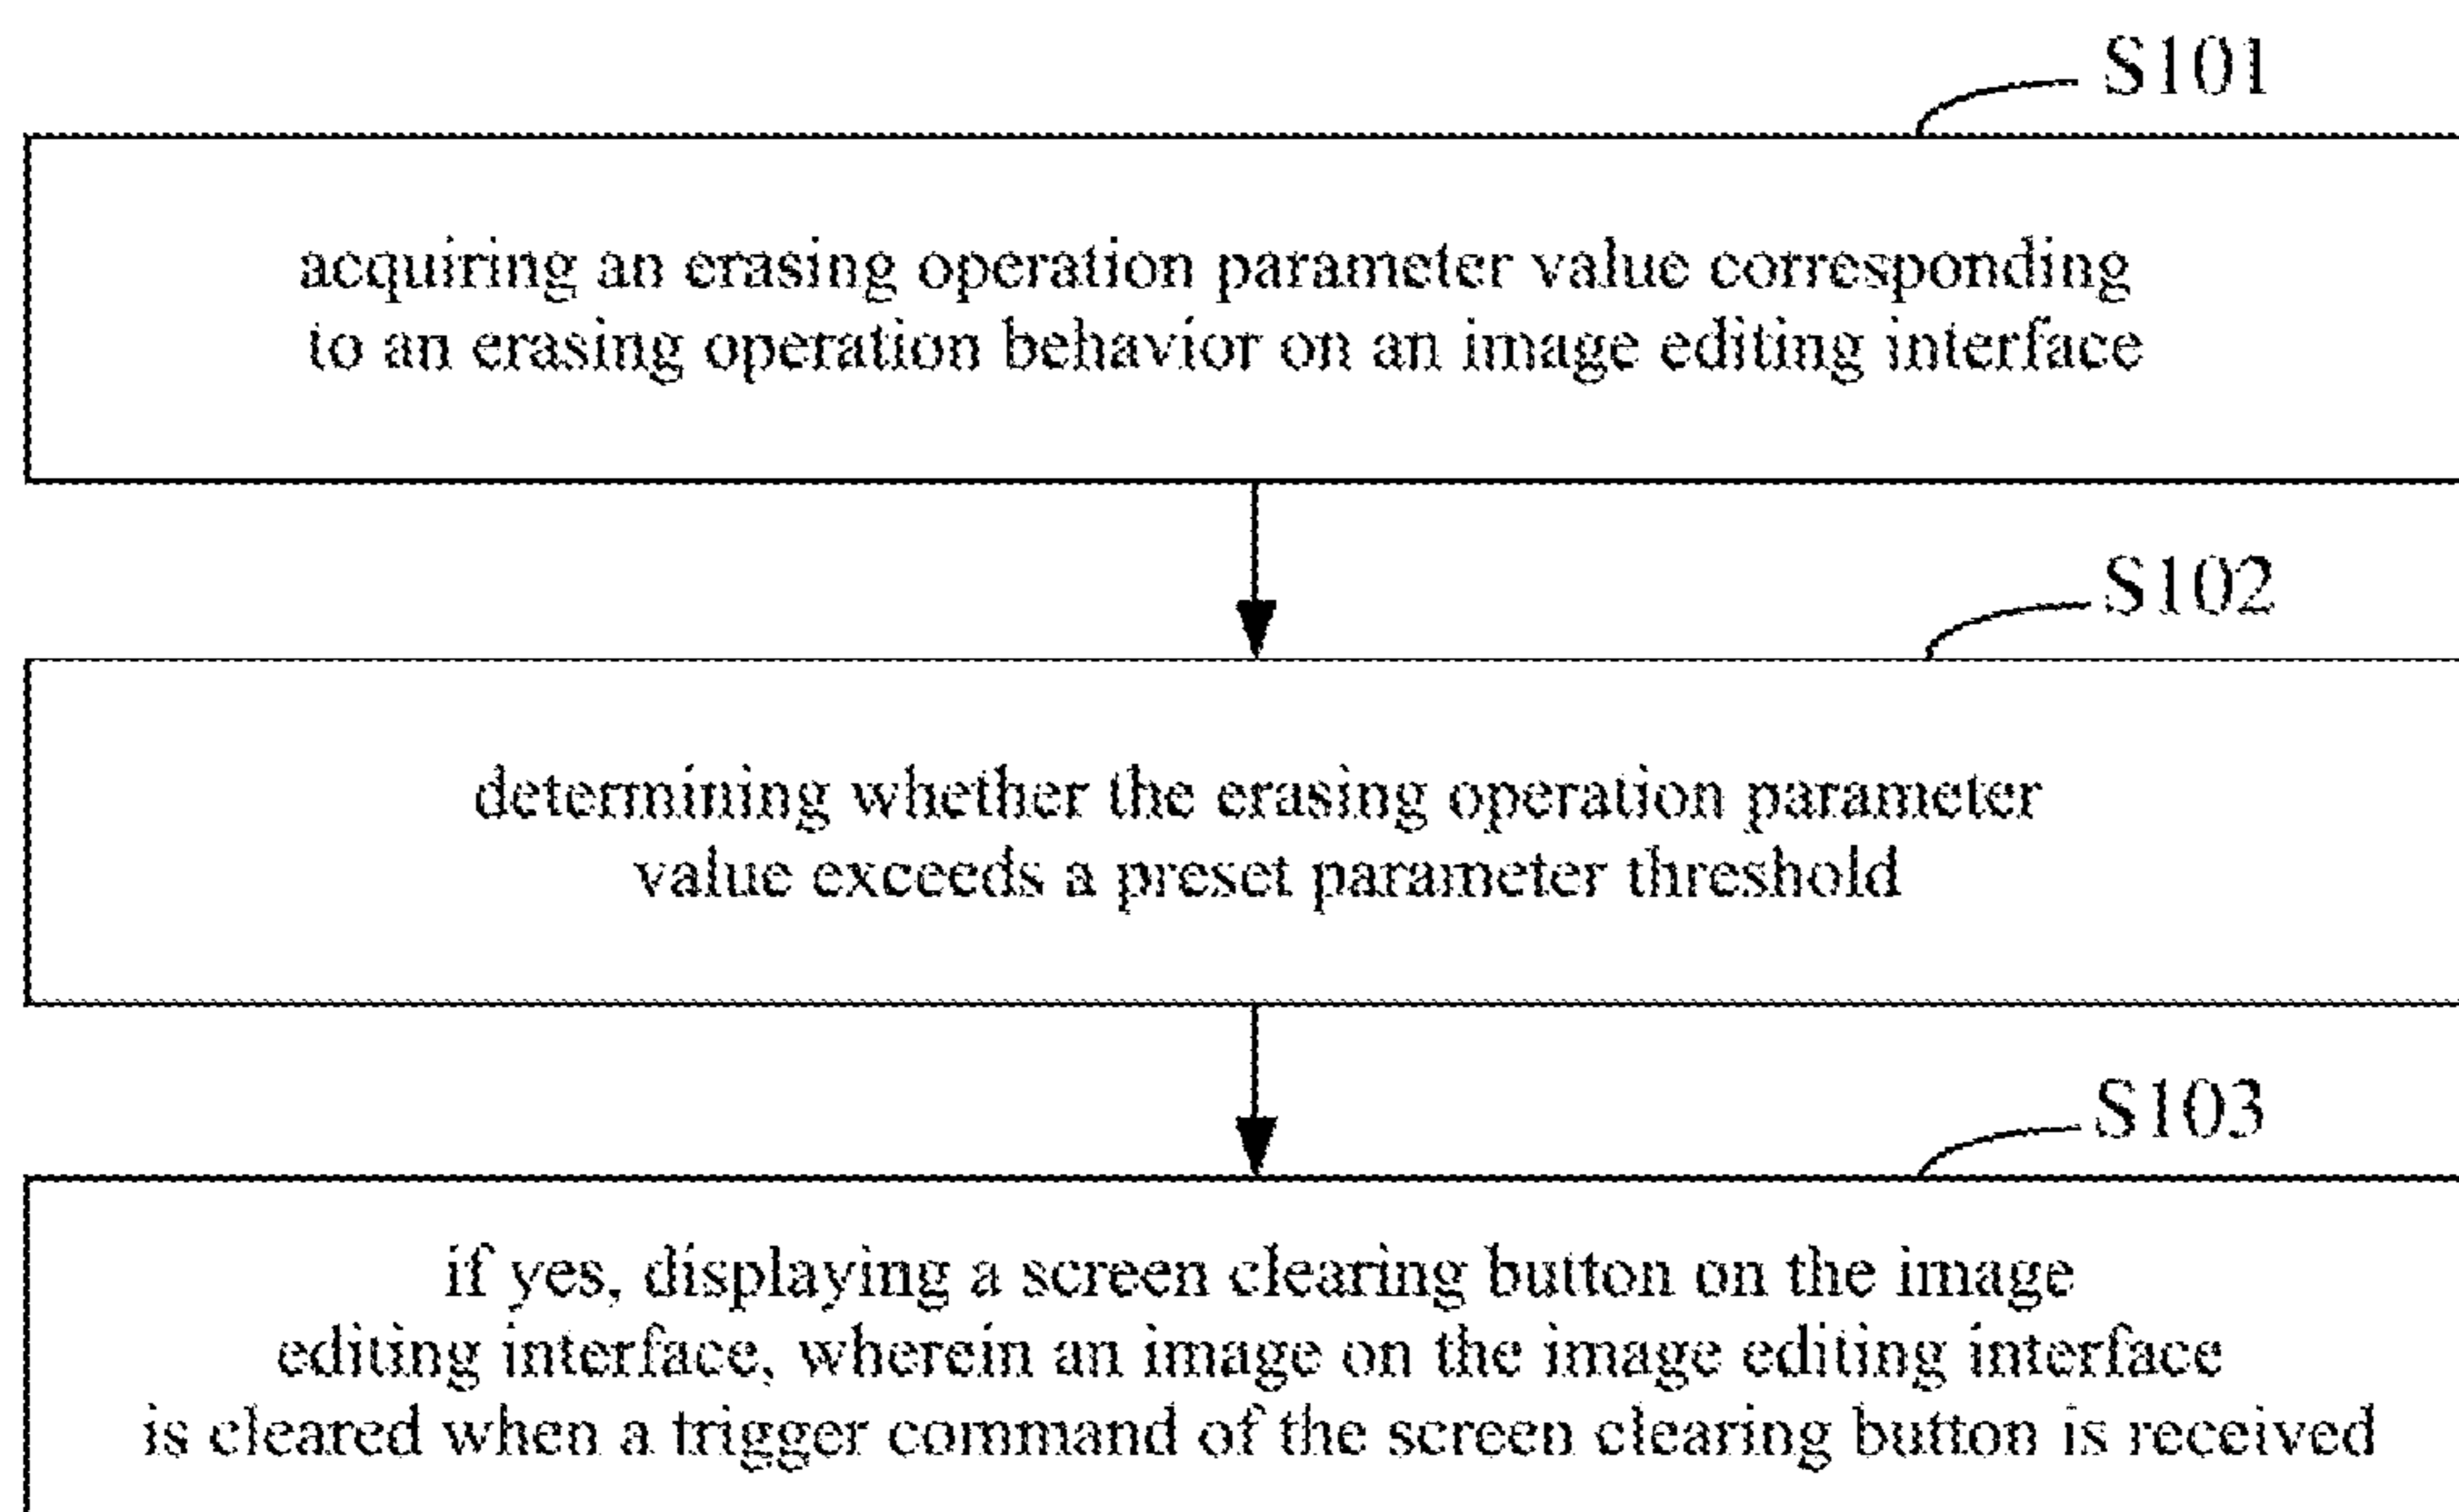 S101
acquiring an erasing operation parameter value corresponding
to an erasing operation behavior on an image editing interface
S102
determining whether the erasing operation parameter
value exceeds a preset parameter threshold
S103
if yes, displaying a screen clearing button on the image
editing interface, wherein an image on the image editing interface
is cleared when a trigger command of the screen clearing button is received